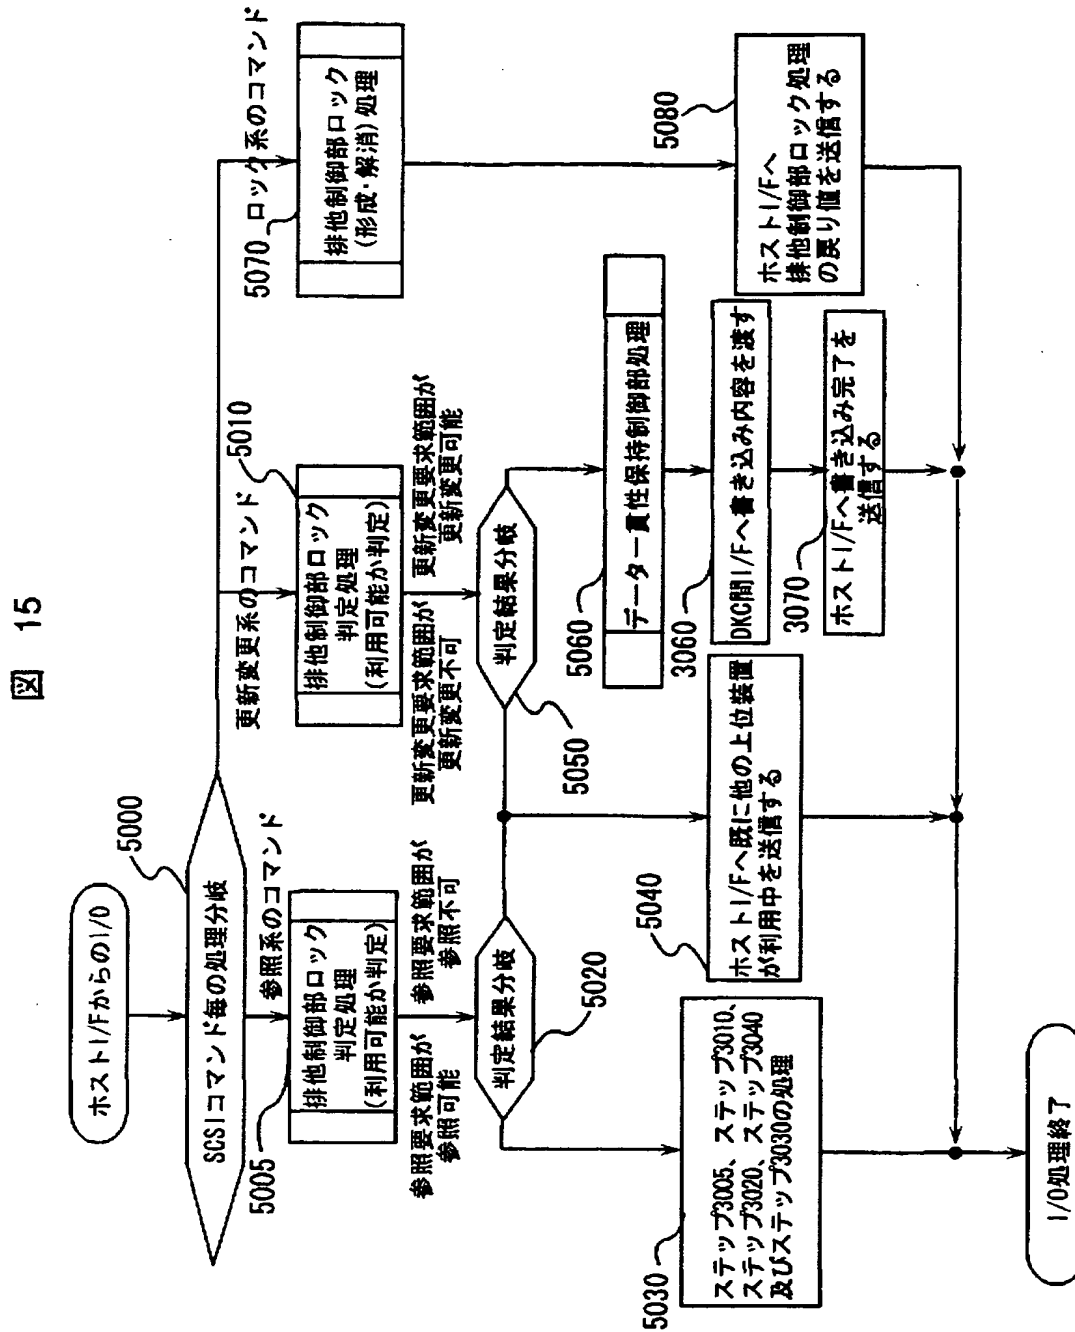 図 15
ホストI/FからのI/O
5000
SCSIコマンド毎の処理分岐
参照系のコマンド
更新変更系のコマンド
ロック系のコマンド
5005
排他制御部ロック
判定処理
(利用可能か判定)
5010
排他制御部ロック
判定処理
(利用可能か判定)
5070
排他制御部ロック
(形成・解消)処理
参照要求範囲が
参照可能
参照要求範囲が
参照不可
更新変更要求範囲が
更新変更不可
更新変更要求範囲が
更新変更可能
判定結果分岐
5020
判定結果分岐
5050
5060
データ一貫性保持制御部処理
5030
ステップ3005、ステップ3010、
ステップ3020、ステップ3040
及びステップ3030の処理
5040
ホストI/Fへ既に他の上位装置
が利用中を送信する
3060
DKC間I/Fへ書き込み内容を渡す
3070
ホストI/Fへ書き込み完了を
送信する
5080
ホストI/Fへ
排他制御部ロック処理
の戻り値を送信する
I/O処理終了